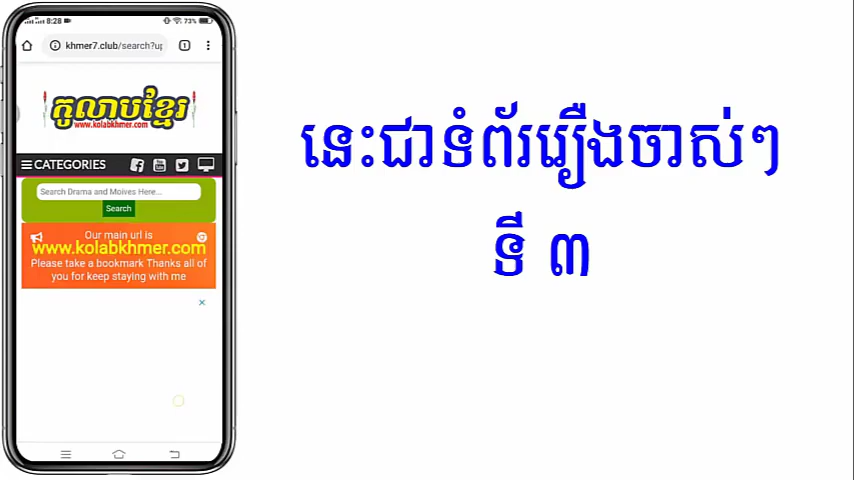 8:28
73%
khmer7.club/search?up
1
កូលាបខ្មែរ
www.kolabkhmer.com
CATEGORIES
Search Drama and Moives Here...
Search
Our main url is
www.kolabkhmer.com
Please take a bookmark Thanks all of
you for keep staying with me
នេះជាទំព័ររឿងចាស់ៗ
ទី ៣